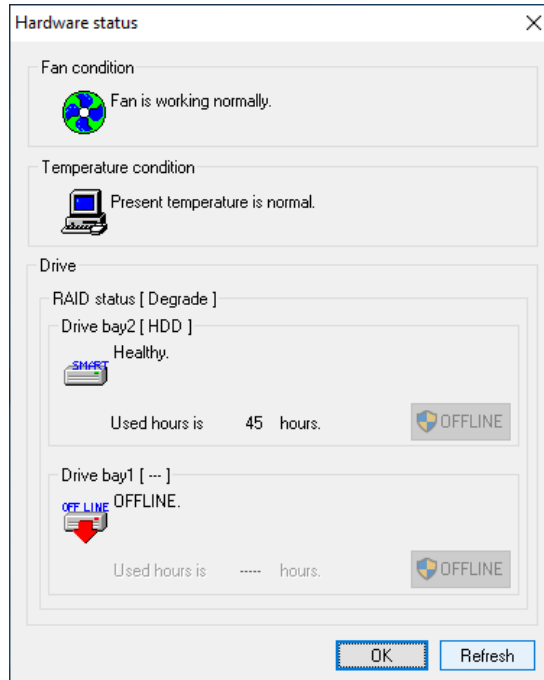 Hardware status
Fan condition
Fan is working normally.
Temperature condition
Present temperature is normal.
Drive
RAID status [ Degrade ]
Drive bay2 [ HDD ]
SMART
Healthy.
Used hours is 45 hours.
OFFLINE
Drive bay1 [ --- ]
OFF LINE
OFFLINE.
Used hours is ----- hours.
OFFLINE
OK
Refresh